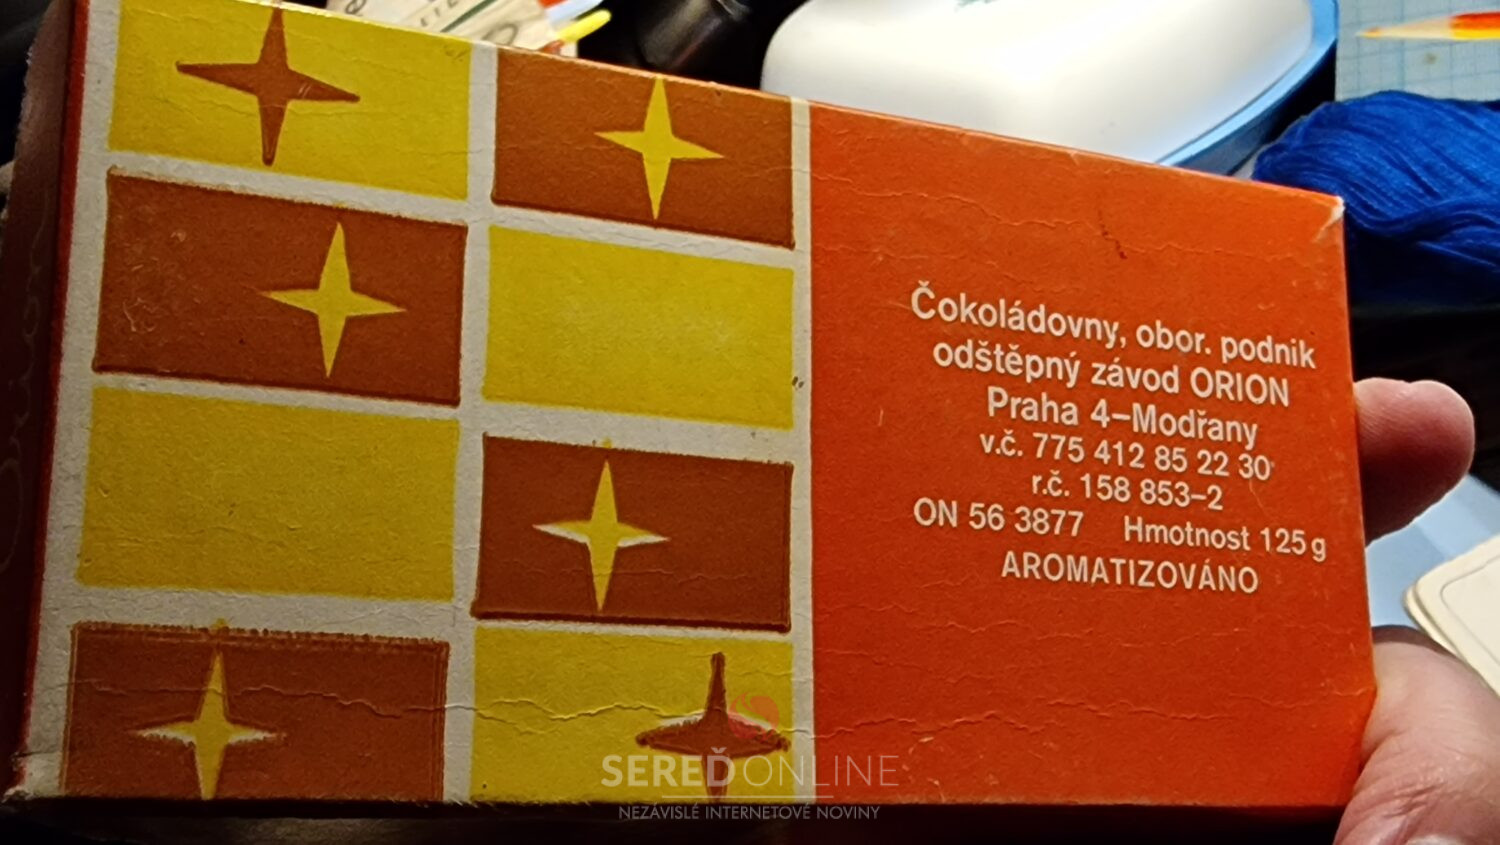 Čokoládovny, obor. podnik
odštěpný závod ORION
Praha 4–Modřany
v.č. 775 412 85 22 30
r.č. 158 853–2
ON 56 3877 Hmotnost 125 g
AROMATIZOVÁNO
SEREĎONLINE
NEZÁVISLÉ INTERNETOVÉ NOVINY